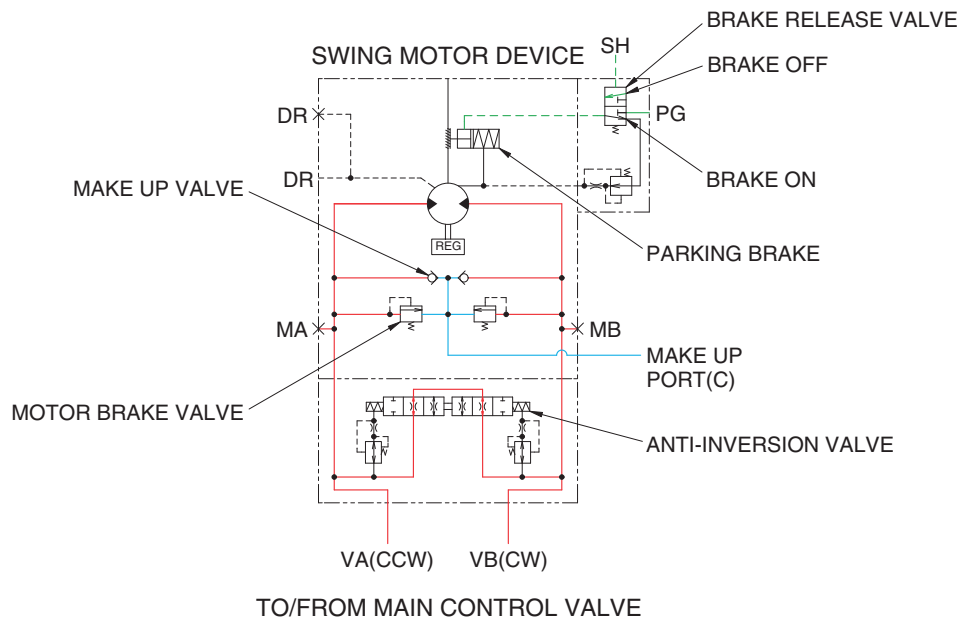 BRAKE RELEASE VALVE
SH
SWING MOTOR DEVICE
BRAKE OFF
DR
PG
DR
BRAKE ON
MAKE UP VALVE
REG
PARKING BRAKE
MA
MB
MAKE UP
PORT(C)
MOTOR BRAKE VALVE
ANTI-INVERSION VALVE
VA(CCW)
VB(CW)
TO/FROM MAIN CONTROL VALVE